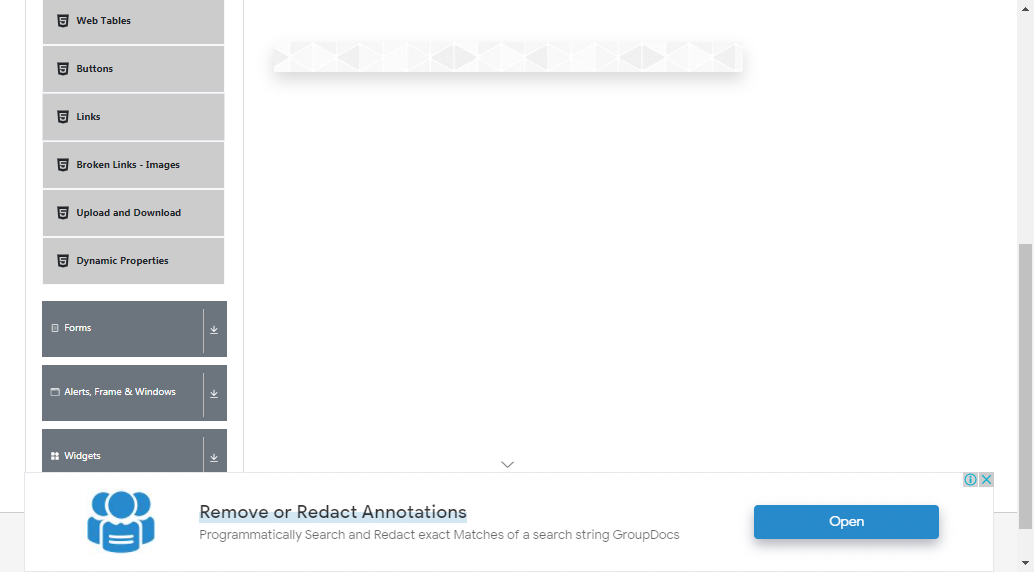 Web Tables
Buttons
Links
Broken Links - Images
Upload and Download
Dynamic Properties
Forms
Alerts, Frame & Windows
Widgets
Remove or Redact Annotations
Programmatically Search and Redact exact Matches of a search string GroupDocs
Open